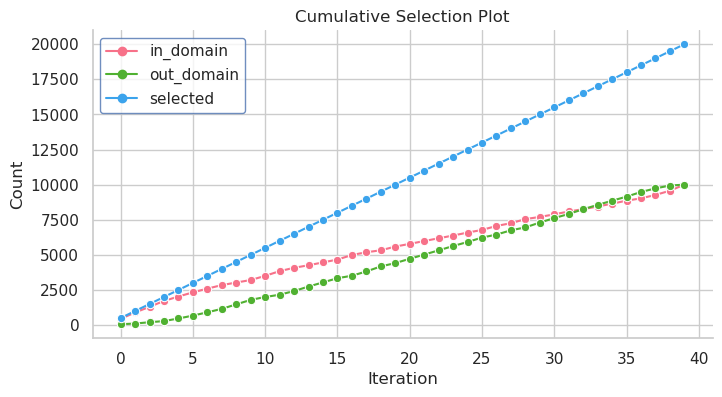 Cumulative Selection Plot
in_domain
out_domain
selected
20000
17500
15000
12500
10000
7500
5000
2500
0
Count
0 5 10 15 20 25 30 35 40
Iteration